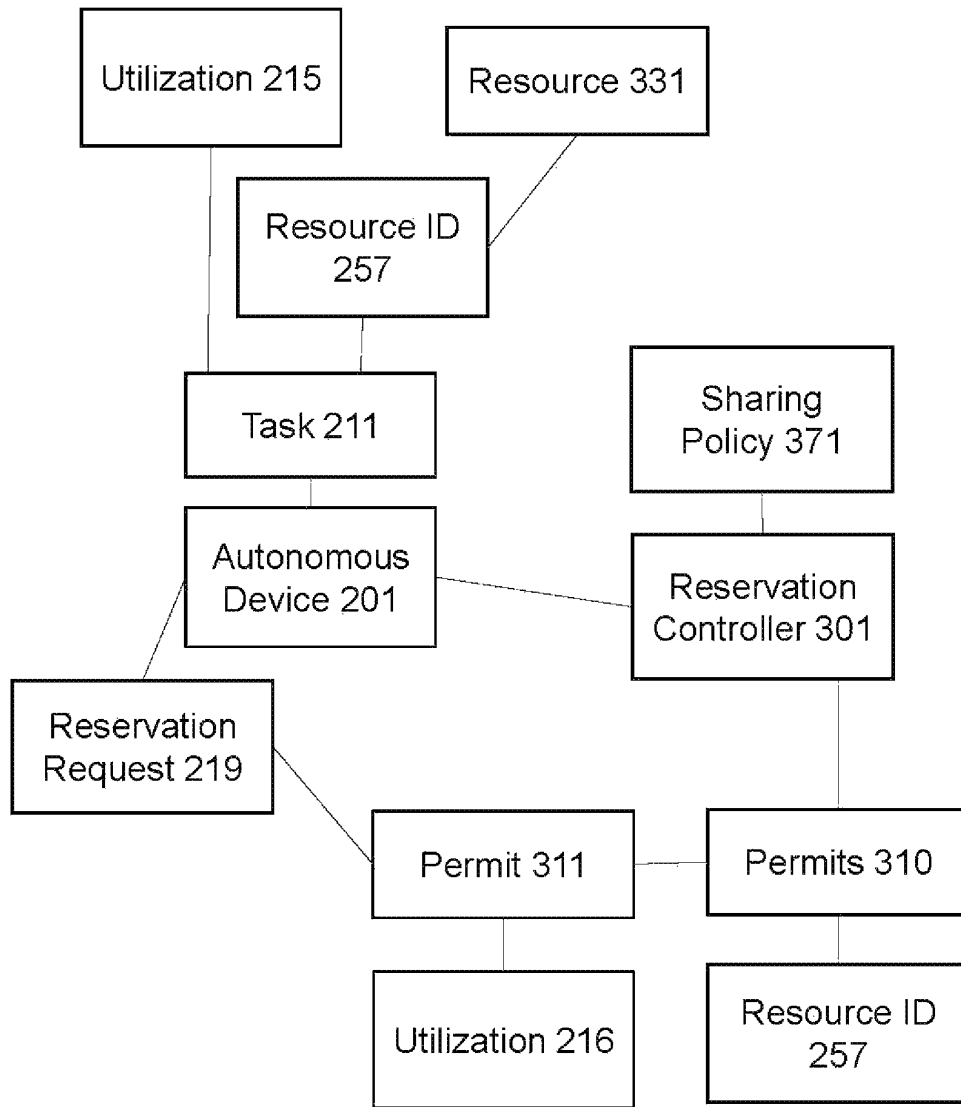 Utilization 215
Resource 331
Resource ID
257
Task 211
Sharing
Policy 371
Autonomous
Device 201
Reservation
Controller 301
Reservation
Request 219
Permit 311
Permits 310
Utilization 216
Resource ID
257